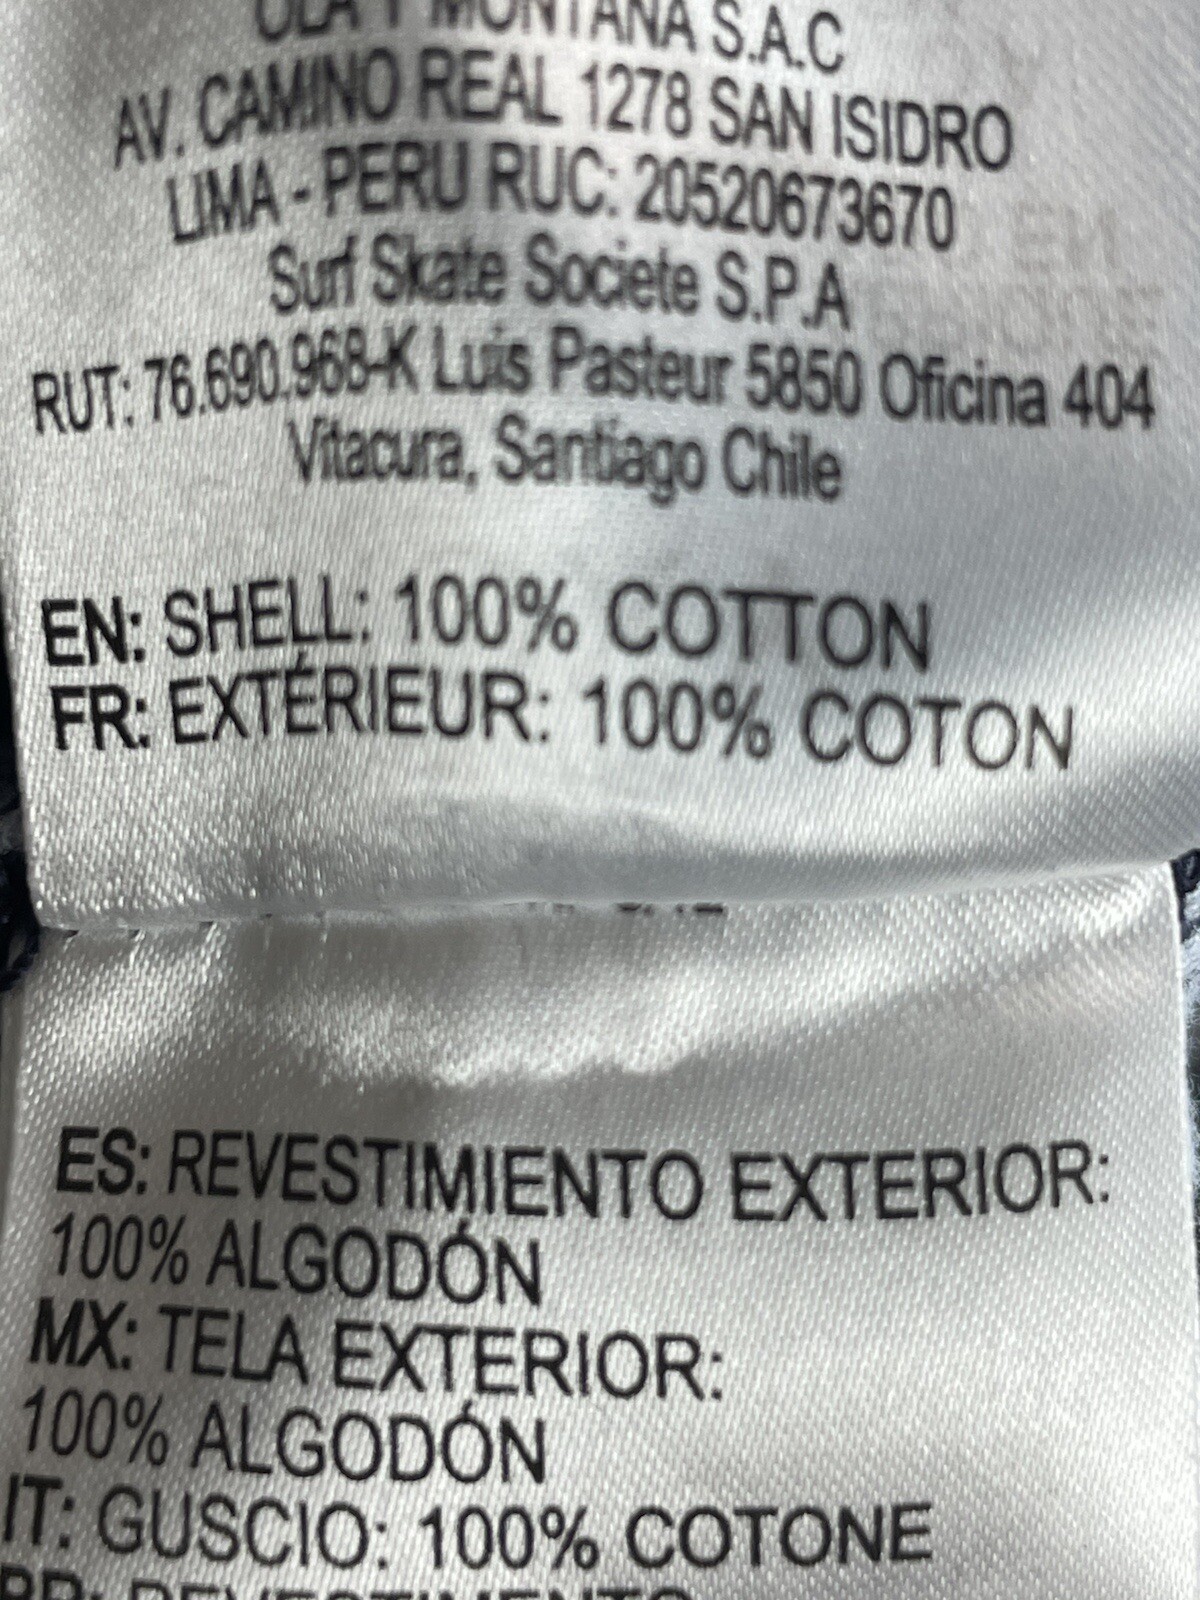 OLA Y MONTANA S.A.C
AV. CAMINO REAL 1278 SAN ISIDRO
LIMA - PERU RUC: 20520673670
Surf Skate Societe S.P.A
RUT: 76.690.968-K Luis Pasteur 5850 Oficina 404
Vitacura, Santiago Chile
EN: SHELL: 100% COTTON
FR: EXTÉRIEUR: 100% COTON
ES: REVESTIMIENTO EXTERIOR:
100% ALGODÓN
MX: TELA EXTERIOR:
100% ALGODÓN
IT: GUSCIO: 100% COTONE